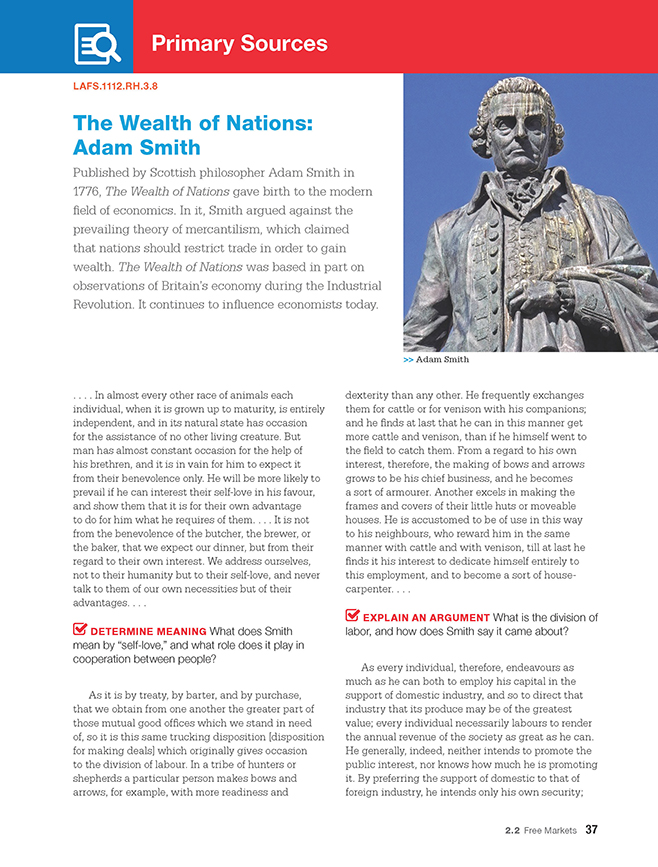 Primary Sources
LAFS.1112.RH.3.8
The Wealth of Nations:
Adam Smith
Published by Scottish philosopher Adam Smith in
1776, The Wealth of Nations gave birth to the modern
field of economics. In it, Smith argued against the
prevailing theory of mercantilism, which claimed
that nations should restrict trade in order to gain
wealth. The Wealth of Nations was based in part on
observations of Britain's economy during the Industrial
Revolution. It continues to influence economists today.
>> Adam Smith
. . . . In almost every other race of animals each
individual, when it is grown up to maturity, is entirely
independent, and in its natural state has occasion
for the assistance of no other living creature. But
man has almost constant occasion for the help of
his brethren, and it is in vain for him to expect it
from their benevolence only. He will be more likely to
prevail if he can interest their self-love in his favour,
and show them that it is for their own advantage
to do for him what he requires of them. . . . It is not
from the benevolence of the butcher, the brewer, or
the baker, that we expect our dinner, but from their
regard to their own interest. We address ourselves,
not to their humanity but to their self-love, and never
talk to them of our own necessities but of their
advantages. . . .
DETERMINE MEANING What does Smith
mean by "self-love," and what role does it play in
cooperation between people?
As it is by treaty, by barter, and by purchase,
that we obtain from one another the greater part of
those mutual good offices which we stand in need
of, so it is this same trucking disposition [disposition
for making deals] which originally gives occasion
to the division of labour. In a tribe of hunters or
shepherds a particular person makes bows and
arrows, for example, with more readiness and
dexterity than any other. He frequently exchanges
them for cattle or for venison with his companions;
and he finds at last that he can in this manner get
more cattle and venison, than if he himself went to
the field to catch them. From a regard to his own
interest, therefore, the making of bows and arrows
grows to be his chief business, and he becomes
a sort of armourer. Another excels in making the
frames and covers of their little huts or moveable
houses. He is accustomed to be of use in this way
to his neighbours, who reward him in the same
manner with cattle and with venison, till at last he
finds it his interest to dedicate himself entirely to
this employment, and to become a sort of house-
carpenter. . . .
EXPLAIN AN ARGUMENT What is the division of
labor, and how does Smith say it came about?
As every individual, therefore, endeavours as
much as he can both to employ his capital in the
support of domestic industry, and so to direct that
industry that its produce may be of the greatest
value; every individual necessarily labours to render
the annual revenue of the society as great as he can.
He generally, indeed, neither intends to promote the
public interest, nor knows how much he is promoting
it. By preferring the support of domestic to that of
foreign industry, he intends only his own security;
2.2 Free Markets 37